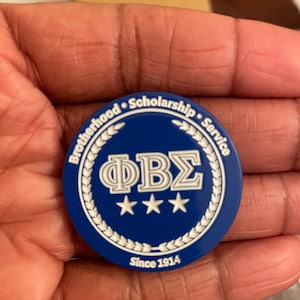 Brotherhood • Scholarship • Service
ΦΒΣ
Since 1914